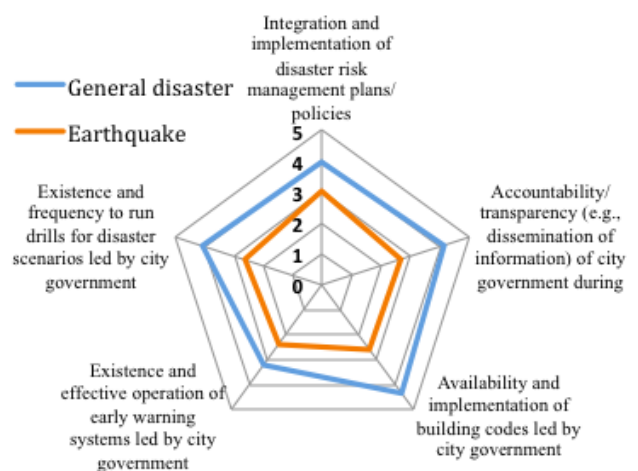 Integration and
implementation of
disaster risk
management plans/
policies
General disaster
Earthquake
5
4
3
2
1
0
Existence and
frequency to run
drills for disaster
scenarios led by city
government
Accountability/
transparency (e.g.,
dissemination of
information) of city
government during
Existence and
effective operation of
early warning
systems led by city
government
Availability and
implementation of
building codes led by
city government